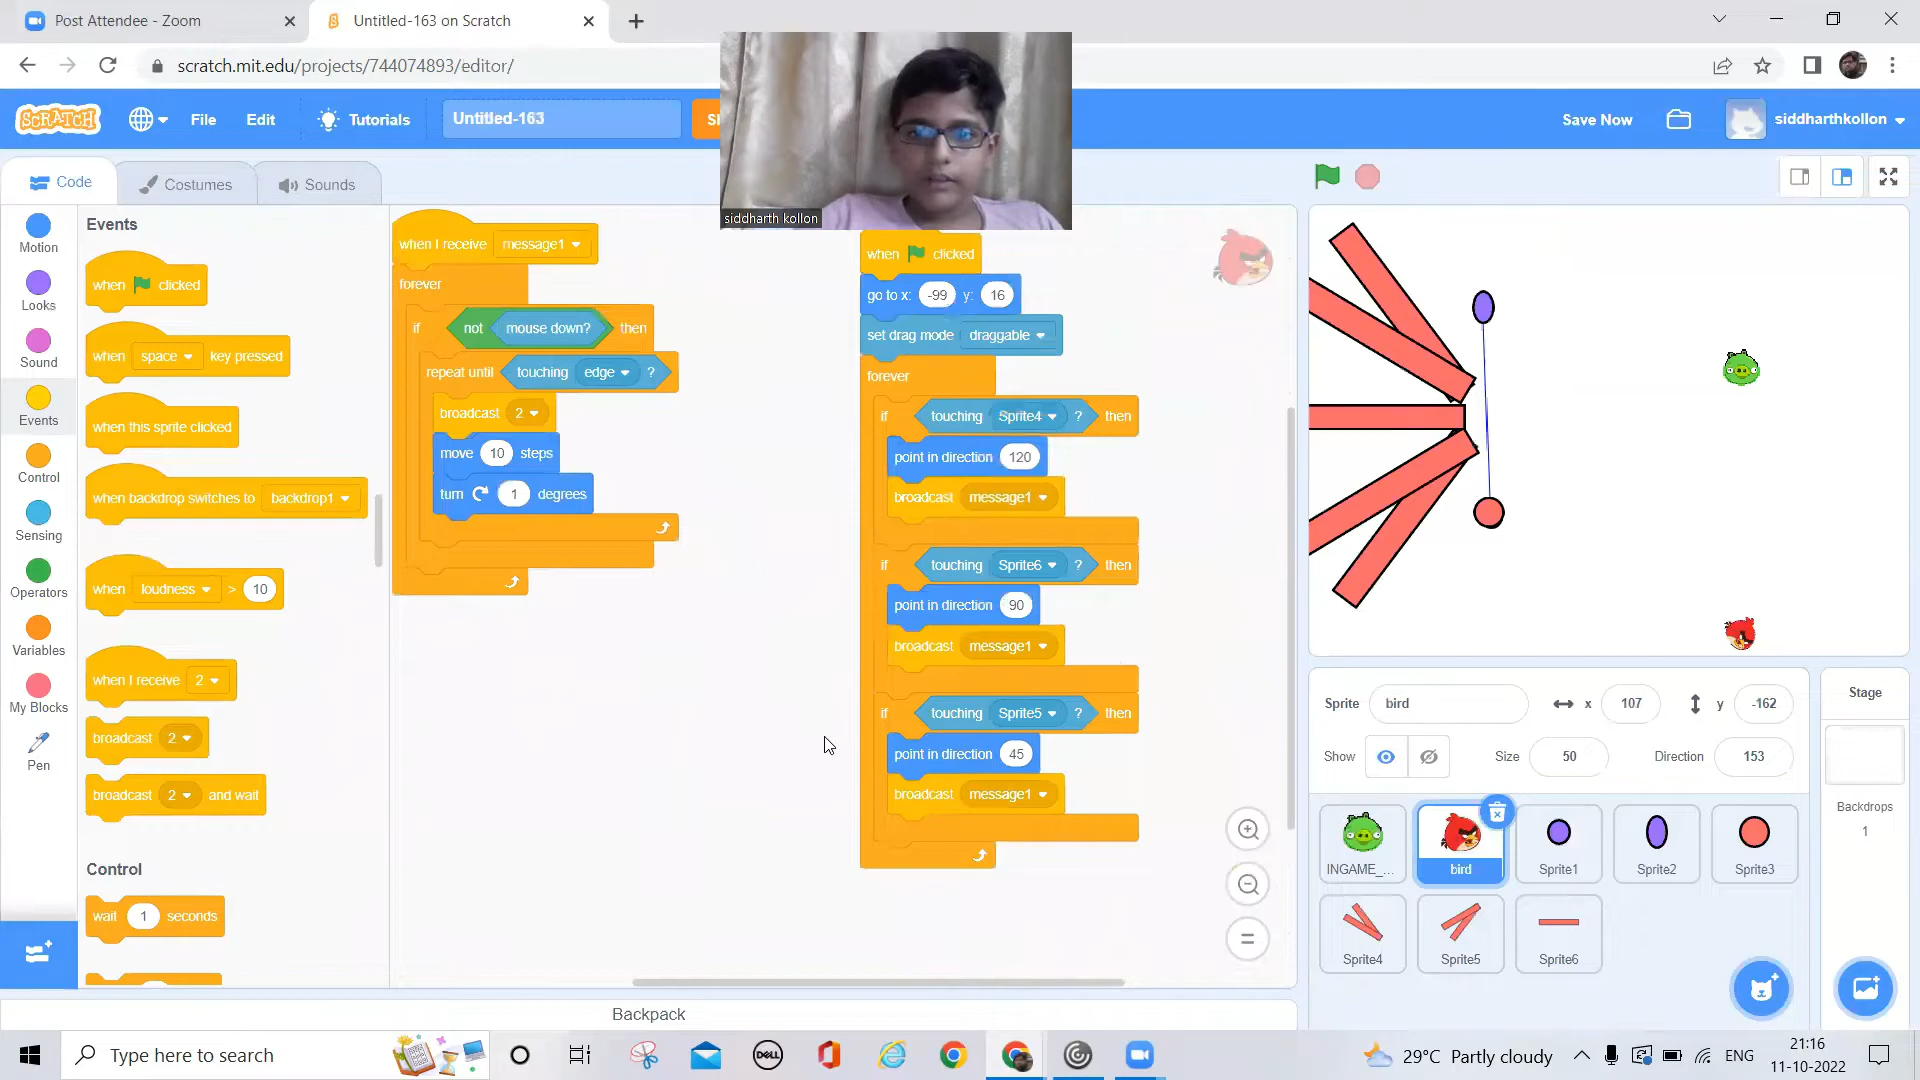 Post Attendee - Zoom
Untitled-163 on Scratch
scratch.mit.edu/projects/744074893/editor/
SCRATCH
File
Edit
Tutorials
Untitled-163
Save Now
siddharthkollon
siddharth kollon
Code
Costumes
Sounds
Motion
Looks
Sound
Events
Control
Sensing
Operators
Variables
My Blocks
Pen
Events
when clicked
when space key pressed
when this sprite clicked
when backdrop switches to backdrop1
when loudness > 10
when I receive 2
broadcast 2
broadcast 2 and wait
Control
wait 1 seconds
when I receive message1
forever
if not mouse down? then
repeat until touching edge ?
broadcast 2
move 10 steps
turn 1 degrees
when clicked
go to x: -99 y: 16
set drag mode draggable
forever
if touching Sprite4 ? then
point in direction 120
broadcast message1
if touching Sprite6 ? then
point in direction 90
broadcast message1
if touching Sprite5 ? then
point in direction 45
broadcast message1
Sprite bird x 107 y -162
Show Size 50 Direction 153
INGAME_...
bird
Sprite1
Sprite2
Sprite3
Sprite4
Sprite5
Sprite6
Stage
Backdrops
1
Backpack
Type here to search
DELL
29°C Partly cloudy
ENG
21:16
11-10-2022